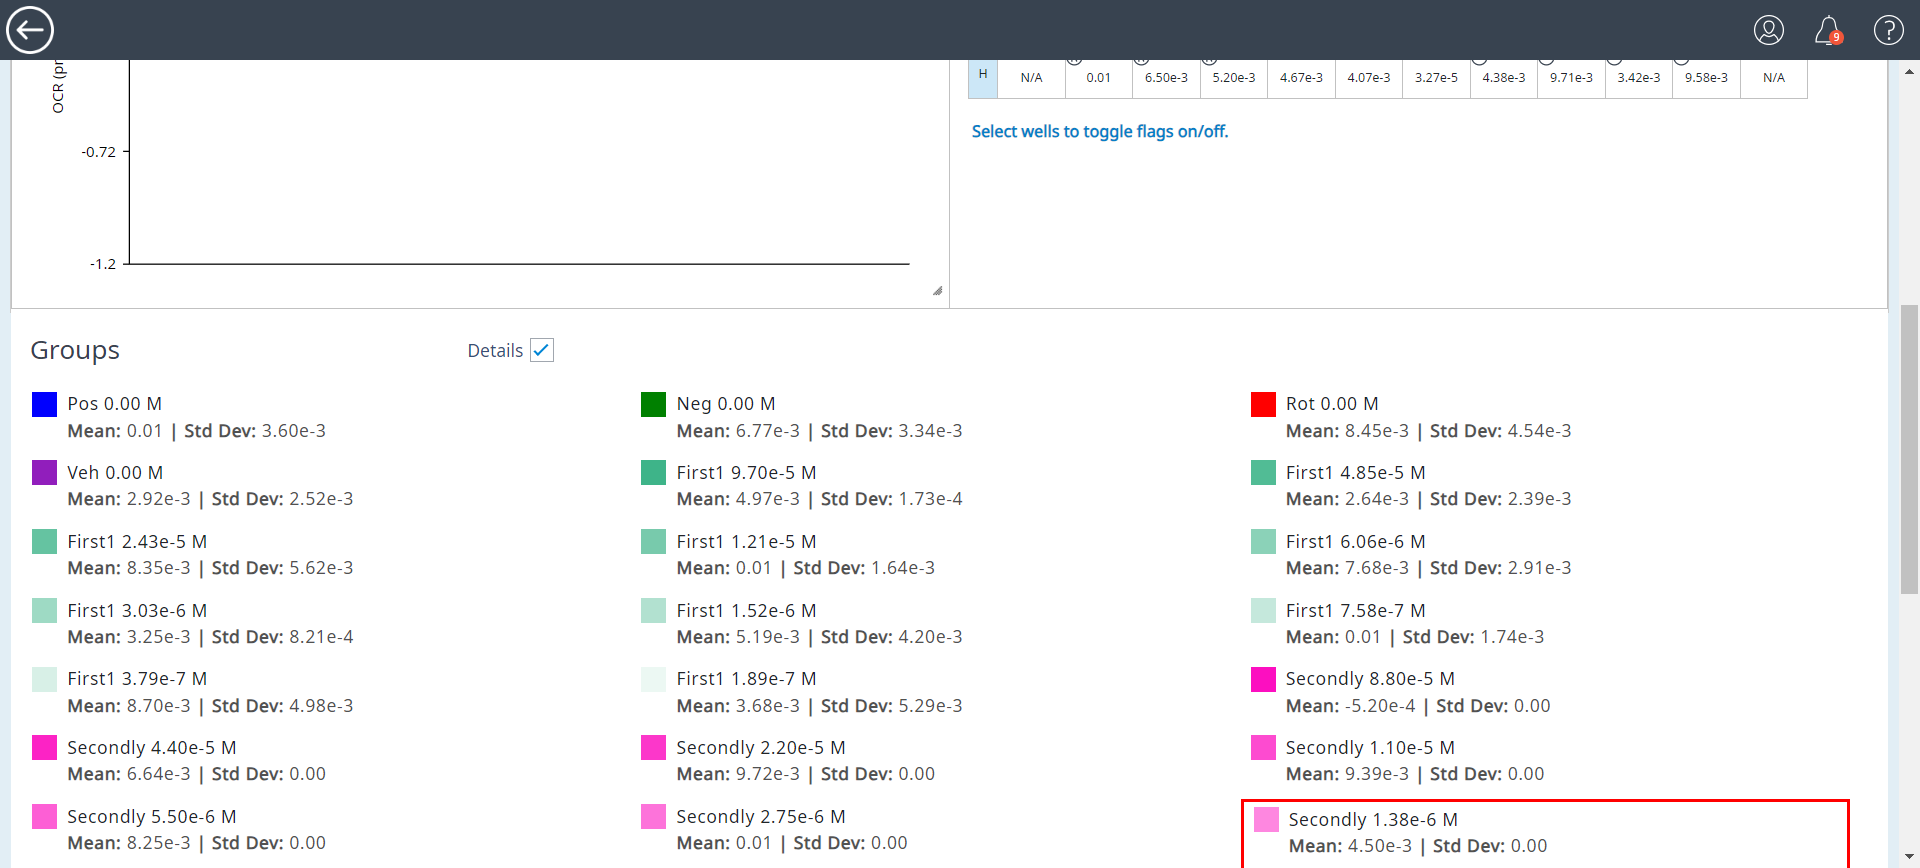 9
?
OCR (pr
-0.72
-1.2
H N/A 0.01 6.50e-3 5.20e-3 4.67e-3 4.07e-3 3.27e-5 4.38e-3 9.71e-3 3.42e-3 9.58e-3 N/A
Select wells to toggle flags on/off.
Groups
Details
Pos 0.00 M
Mean: 0.01 | Std Dev: 3.60e-3
Neg 0.00 M
Mean: 6.77e-3 | Std Dev: 3.34e-3
Rot 0.00 M
Mean: 8.45e-3 | Std Dev: 4.54e-3
Veh 0.00 M
Mean: 2.92e-3 | Std Dev: 2.52e-3
First1 9.70e-5 M
Mean: 4.97e-3 | Std Dev: 1.73e-4
First1 4.85e-5 M
Mean: 2.64e-3 | Std Dev: 2.39e-3
First1 2.43e-5 M
Mean: 8.35e-3 | Std Dev: 5.62e-3
First1 1.21e-5 M
Mean: 0.01 | Std Dev: 1.64e-3
First1 6.06e-6 M
Mean: 7.68e-3 | Std Dev: 2.91e-3
First1 3.03e-6 M
Mean: 3.25e-3 | Std Dev: 8.21e-4
First1 1.52e-6 M
Mean: 5.19e-3 | Std Dev: 4.20e-3
First1 7.58e-7 M
Mean: 0.01 | Std Dev: 1.74e-3
First1 3.79e-7 M
Mean: 8.70e-3 | Std Dev: 4.98e-3
First1 1.89e-7 M
Mean: 3.68e-3 | Std Dev: 5.29e-3
Secondly 8.80e-5 M
Mean: -5.20e-4 | Std Dev: 0.00
Secondly 4.40e-5 M
Mean: 6.64e-3 | Std Dev: 0.00
Secondly 2.20e-5 M
Mean: 9.72e-3 | Std Dev: 0.00
Secondly 1.10e-5 M
Mean: 9.39e-3 | Std Dev: 0.00
Secondly 5.50e-6 M
Mean: 8.25e-3 | Std Dev: 0.00
Secondly 2.75e-6 M
Mean: 0.01 | Std Dev: 0.00
Secondly 1.38e-6 M
Mean: 4.50e-3 | Std Dev: 0.00